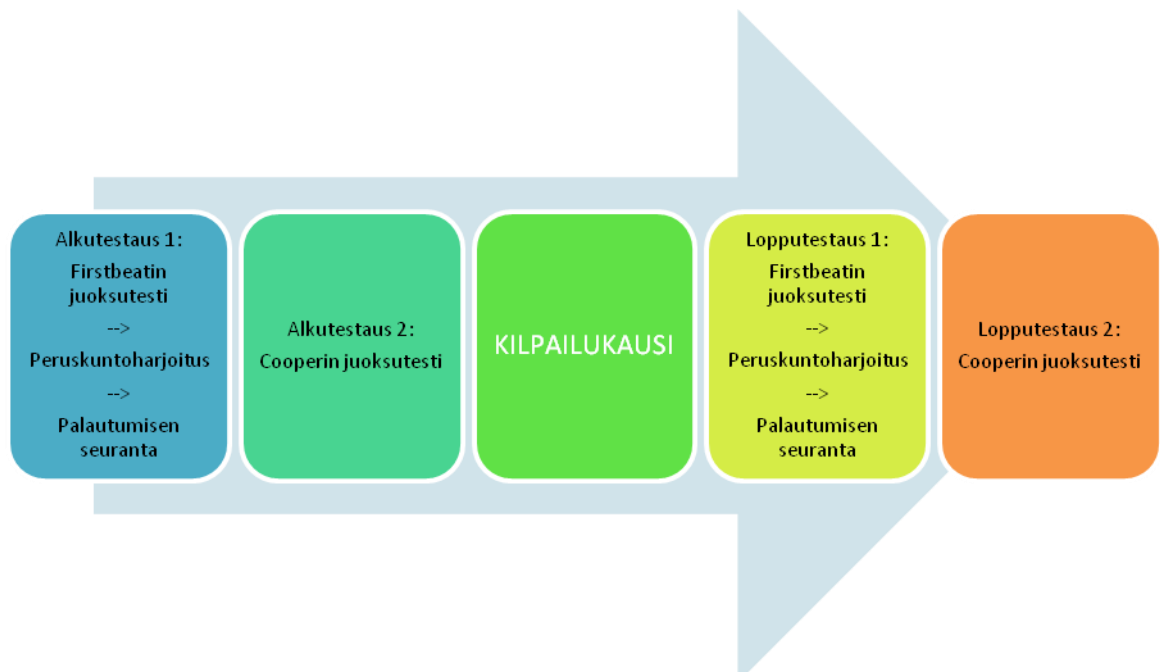 Alkutestaus 1:
Firstbeatin
juoksutesti
-->
Peruskuntoharjoitus
-->
Palautumisen
seuranta
Alkutestaus 2:
Cooperin juoksutesti
KILPAILUKAUSI
Lopputestaus 1:
Firstbeatin
juoksutesti
-->
Peruskuntoharjoitus
-->
Palautumisen
seuranta
Lopputestaus 2:
Cooperin juoksutesti